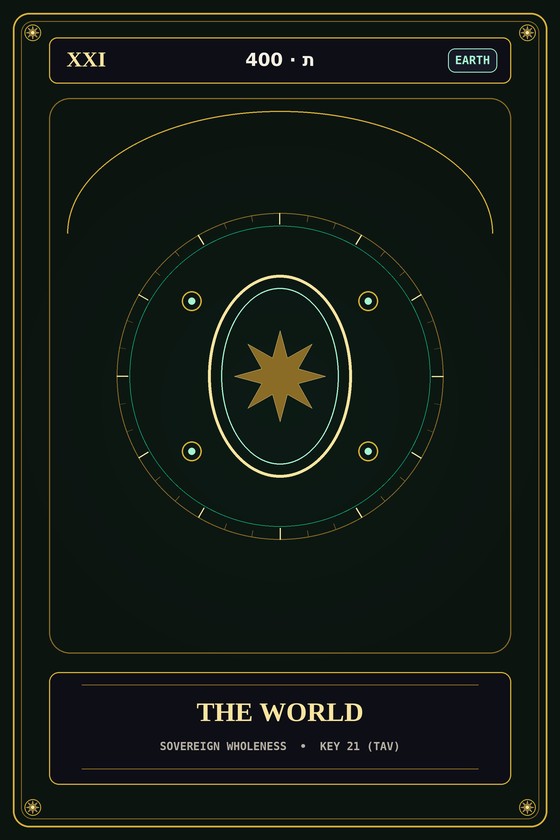 XXI
400 · ת
EARTH
THE WORLD
SOVEREIGN WHOLENESS • KEY 21 (TAV)